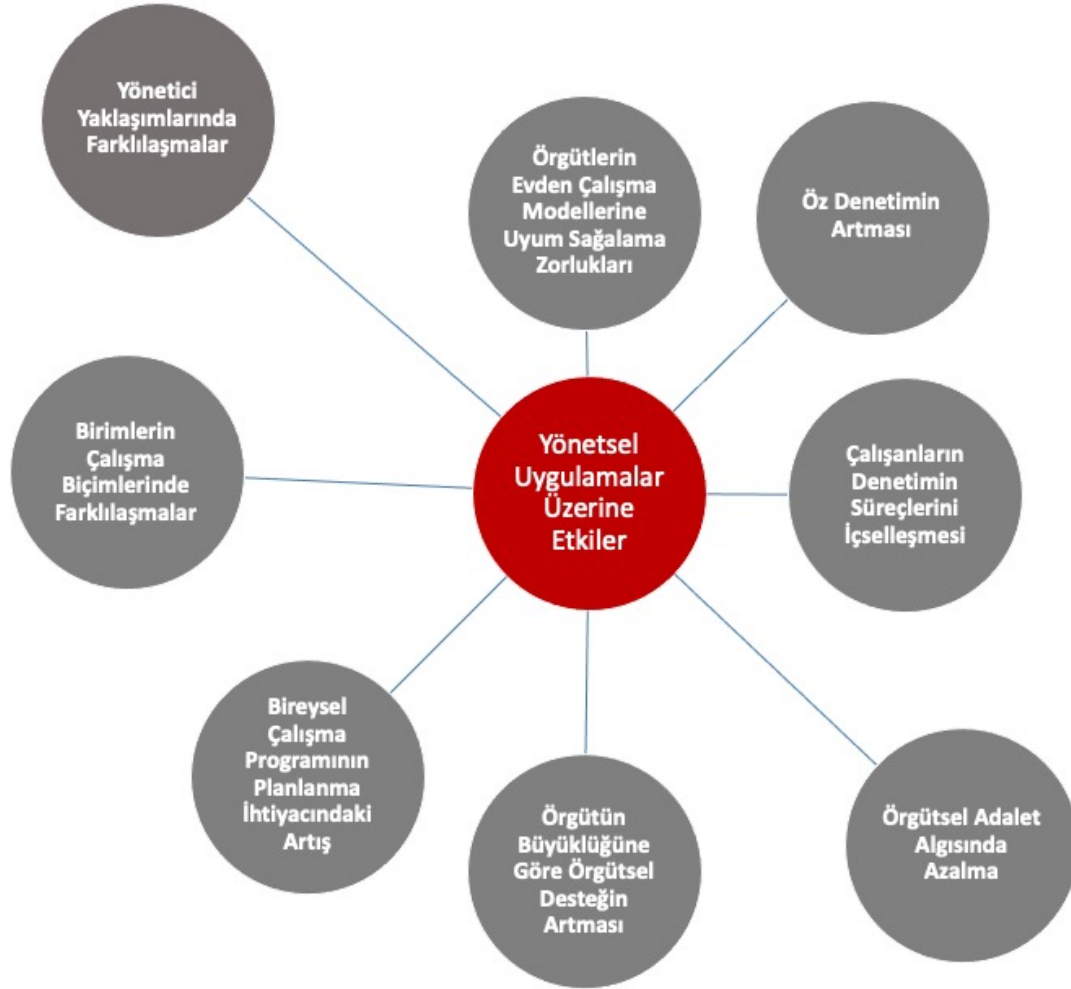 Yönetici
Yaklaşımlarında
Farklılaşmalar
Örgütlerin
Evden Çalışma
Modellerine
Uyum Sağalama
Zorlukları
Öz Denetimin
Artması
Birimlerin
Çalışma
Biçimlerinde
Farklılaşmalar
Yönetsel
Uygulamalar
Üzerine
Etkiler
Çalışanların
Denetimin
Süreçlerini
İçselleşmesi
Bireysel
Çalışma
Programının
Planlanma
İhtiyacındaki
Artış
Örgütün
Büyüklüğüne
Göre Örgütsel
Desteğin
Artması
Örgütsel Adalet
Algısında
Azalma